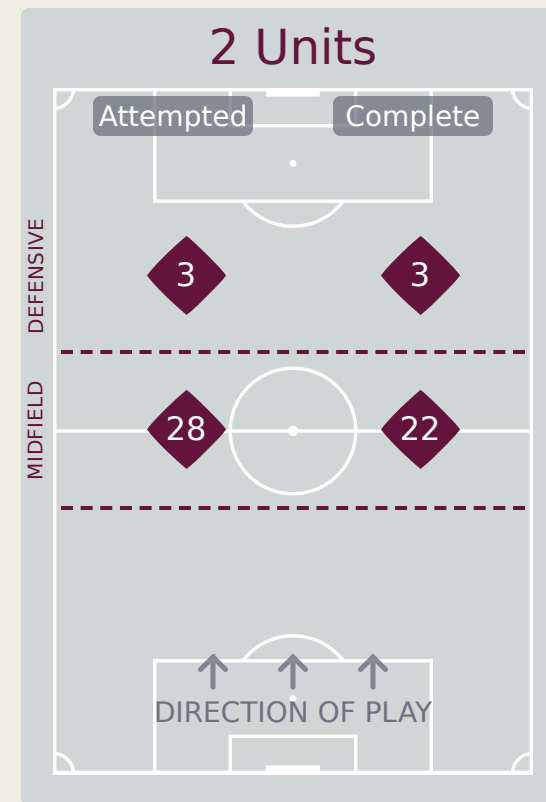 2 Units
Attempted Complete
DEFENSIVE
3 3
MIDFIELD
28 22
DIRECTION OF PLAY